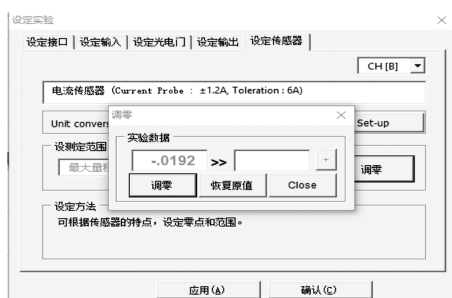 设定实验
设定接口 设定输入 设定光电门 设定输出 设定传感器
CH [B]
电流传感器 (Current Probe : ±1.2A, Toleration : 6A)
Unit convers
Set-up
调零
实验数据
-.0192 >> +
调零 恢复原值 Close
设测定范围
最大量程
调零
设定方法
可根据传感器的特点，设定零点和范围。
应用(A) 确认(C)